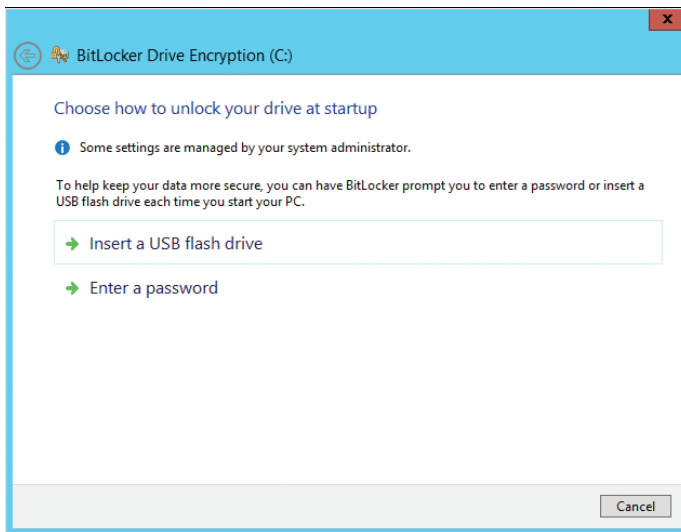 x
BitLocker Drive Encryption (C:)
Choose how to unlock your drive at startup
Some settings are managed by your system administrator.
To help keep your data more secure, you can have BitLocker prompt you to enter a password or insert a
USB flash drive each time you start your PC.
Insert a USB flash drive
Enter a password
Cancel